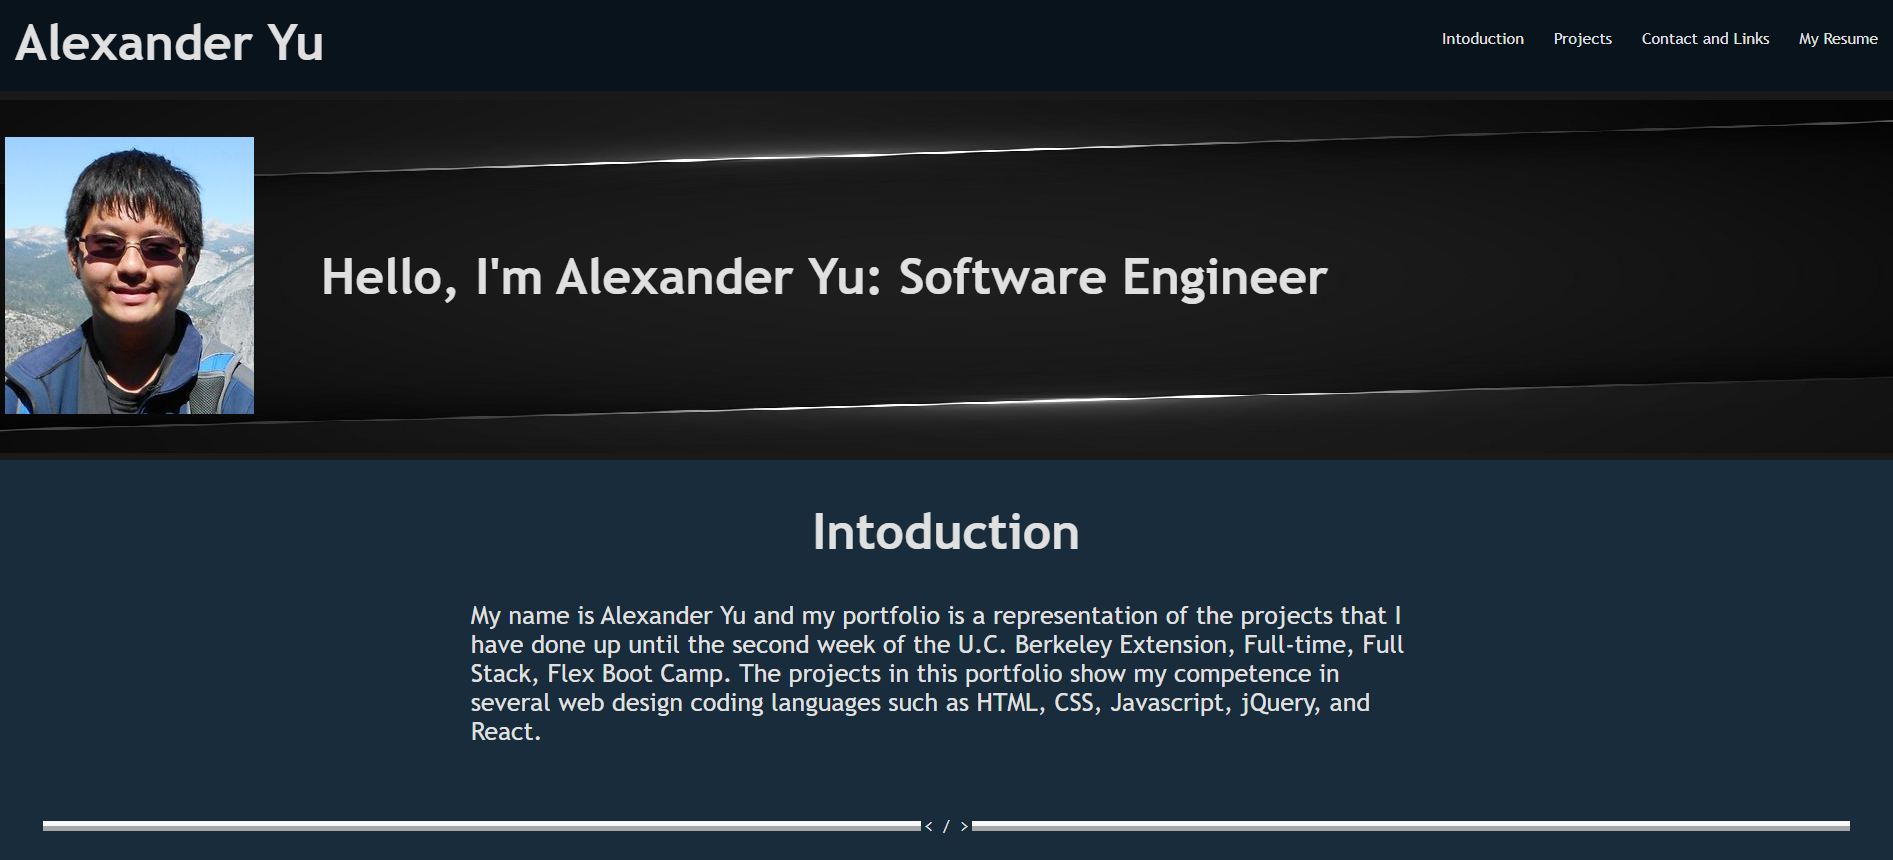 Alexander Yu
Intoduction Projects Contact and Links My Resume
Hello, I'm Alexander Yu: Software Engineer
Intoduction
My name is Alexander Yu and my portfolio is a representation of the projects that I
have done up until the second week of the U.C. Berkeley Extension, Full-time, Full
Stack, Flex Boot Camp. The projects in this portfolio show my competence in
several web design coding languages such as HTML, CSS, Javascript, jQuery, and
React.
< / >